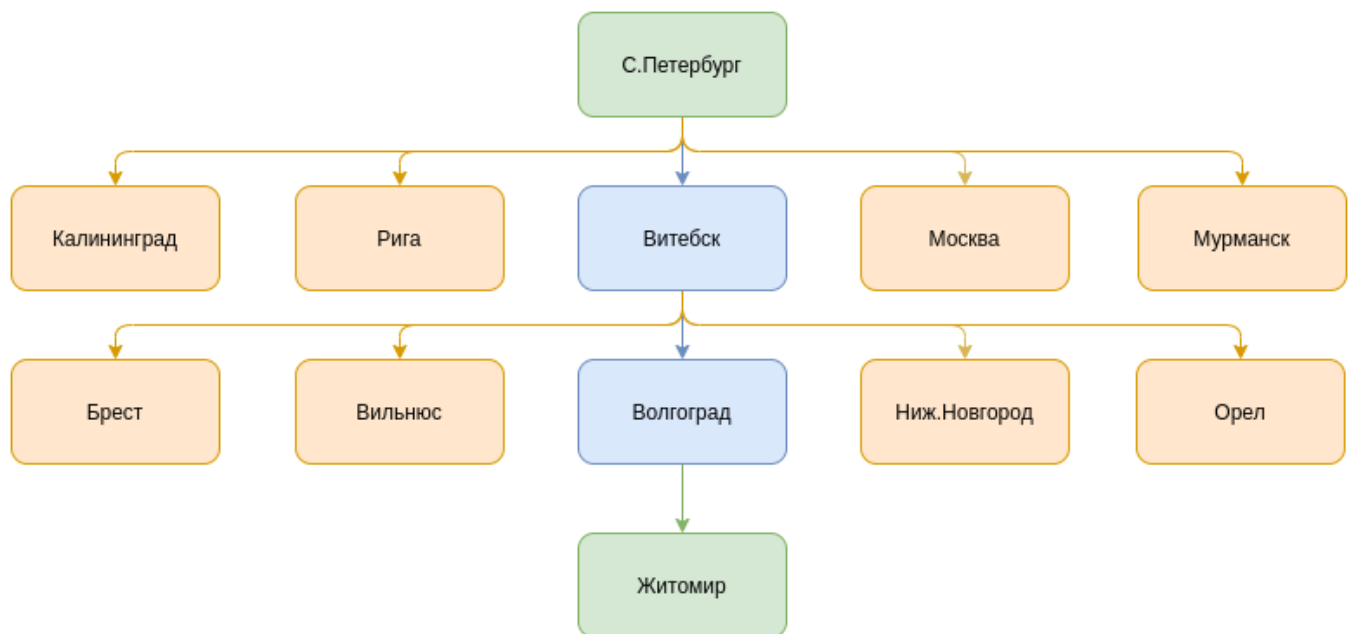 С.Петербург
Калининград
Рига
Витебск
Москва
Мурманск
Брест
Вильнюс
Волгоград
Ниж.Новгород
Орел
Житомир